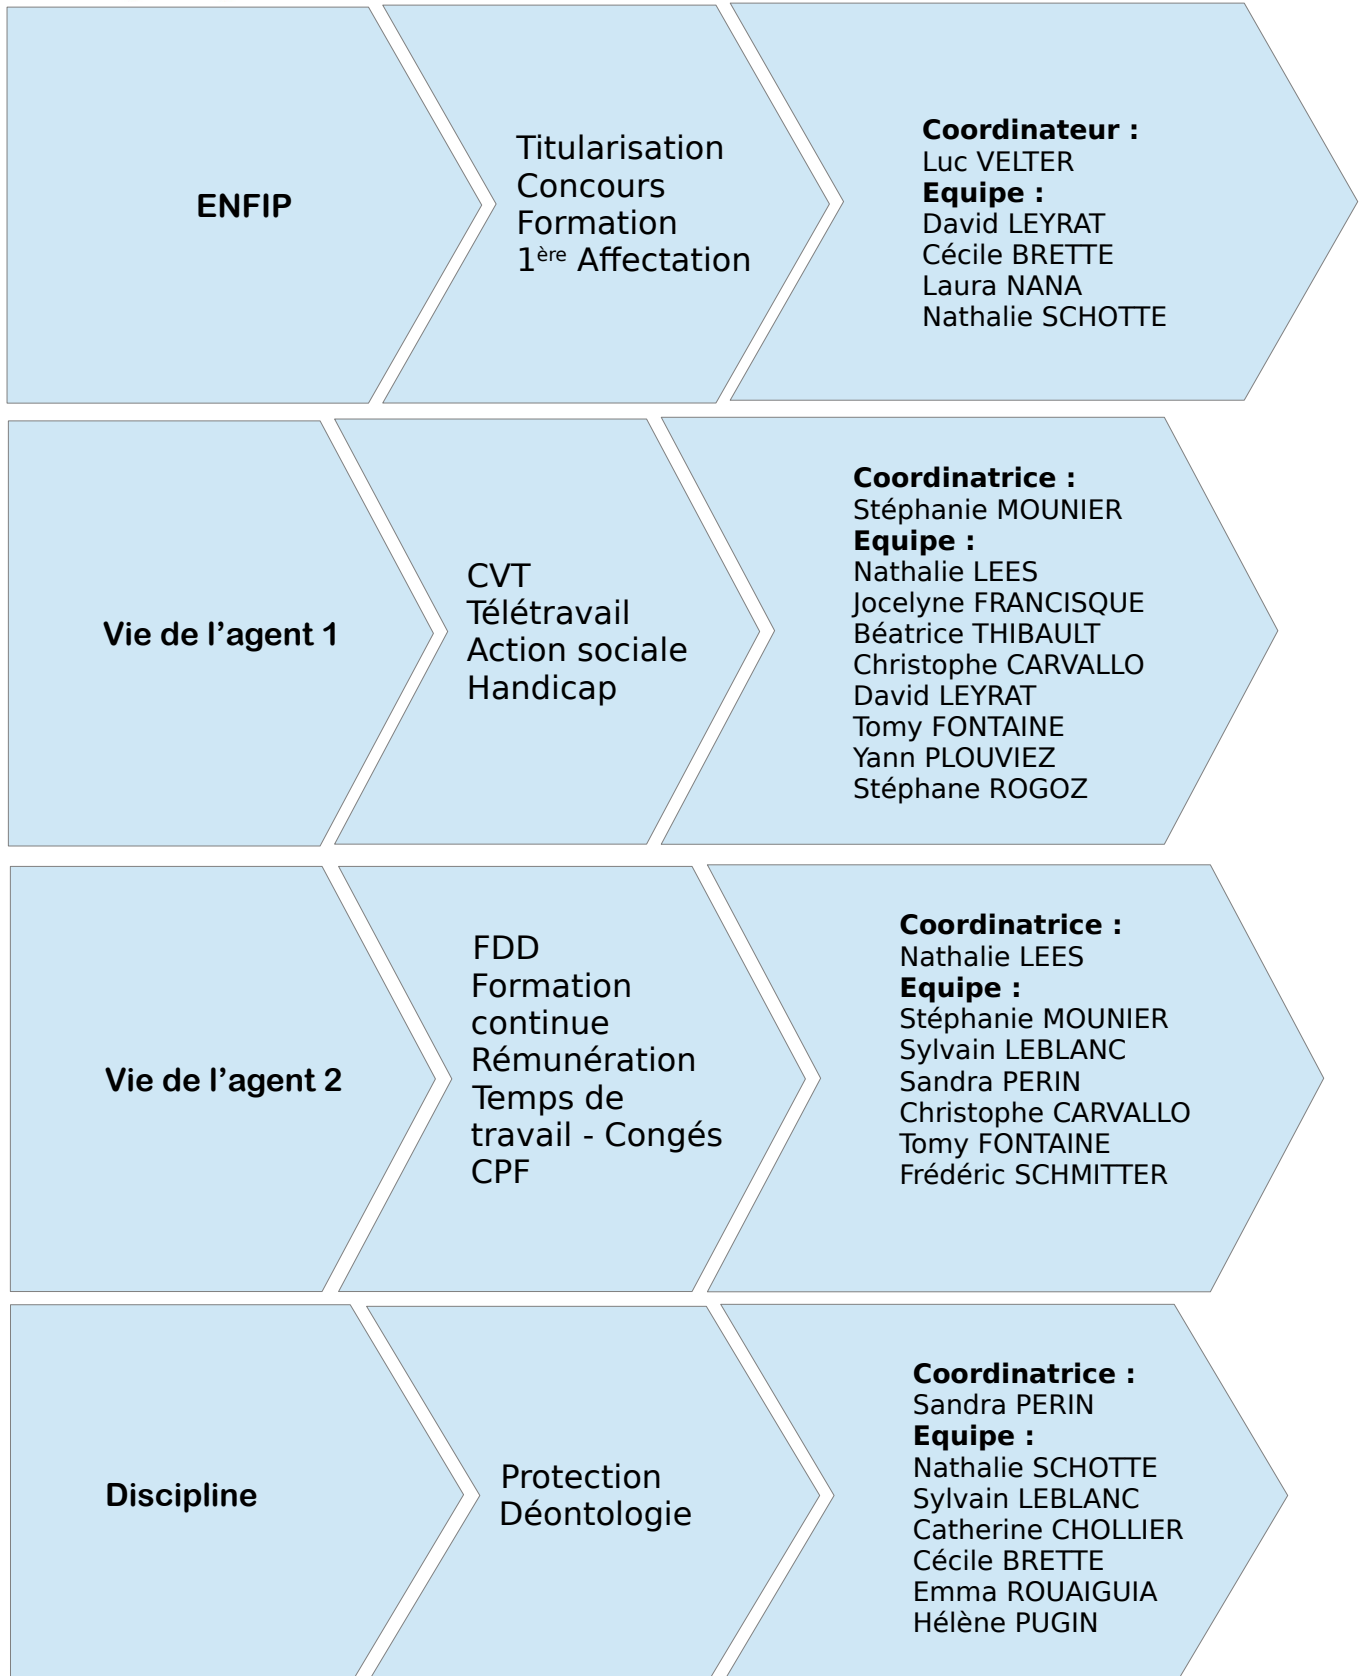 ENFIP
Titularisation
Concours
Formation
1ère Affectation
Coordinateur :
Luc VELTER
Equipe :
David LEYRAT
Cécile BRETTE
Laura NANA
Nathalie SCHOTTE
Vie de l’agent 1
CVT
Télétravail
Action sociale
Handicap
Coordinatrice :
Stéphanie MOUNIER
Equipe :
Nathalie LEES
Jocelyne FRANCISQUE
Béatrice THIBAULT
Christophe CARVALLO
David LEYRAT
Tomy FONTAINE
Yann PLOUVIEZ
Stéphane ROGOZ
Vie de l’agent 2
FDD
Formation
continue
Rémunération
Temps de
travail - Congés
CPF
Coordinatrice :
Nathalie LEES
Equipe :
Stéphanie MOUNIER
Sylvain LEBLANC
Sandra PERIN
Christophe CARVALLO
Tomy FONTAINE
Frédéric SCHMITTER
Discipline
Protection
Déontologie
Coordinatrice :
Sandra PERIN
Equipe :
Nathalie SCHOTTE
Sylvain LEBLANC
Catherine CHOLLIER
Cécile BRETTE
Emma ROUAIGUIA
Hélène PUGIN